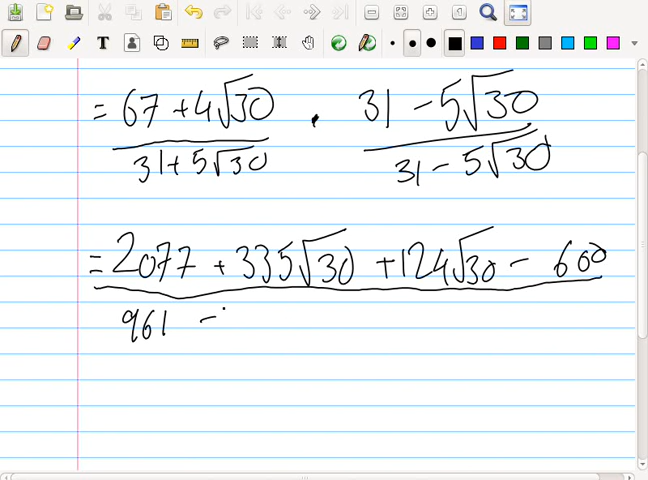 = 67 + 4√30 / 31 + 5√30 · 31 − 5√30 / 31 − 5√30
= 2077 + 335√30 + 124√30 − 600 / 961 −